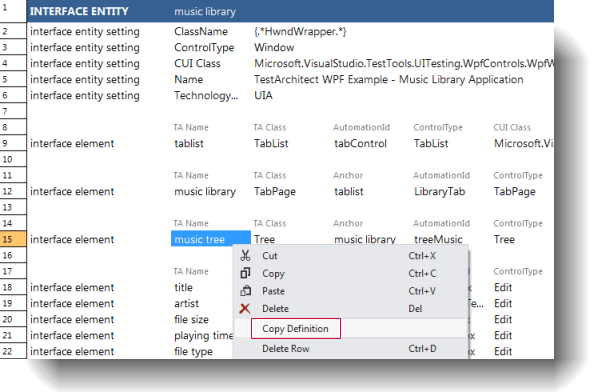 1 INTERFACE ENTITY music library
2 interface entity setting ClassName {.*HwndWrapper.*}
3 interface entity setting ControlType Window
4 interface entity setting CUI Class Microsoft.VisualStudio.TestTools.UITesting.WpfControls.WpfW
5 interface entity setting Name TestArchitect WPF Example - Music Library Application
6 interface entity setting Technology... UIA
7
8 TA Name TA Class AutomationId ControlType CUI Class
9 interface element tablist TabList tabControl TabList Microsoft.Vi
10
11 TA Name TA Class Anchor AutomationId ControlType
12 interface element music library TabPage tablist LibraryTab TabPage
13
14 TA Name TA Class Anchor AutomationId ControlType
15 interface element music tree Tree music library treeMusic Tree
16 Cut Ctrl+X
17 TA Name Copy Ctrl+C ControlType
18 interface element title Paste Ctrl+V Edit
19 interface element artist Delete Del Te... Edit
20 interface element file size Copy Definition Edit
21 interface element playing time Edit
22 interface element file type Delete Row Ctrl+D Edit